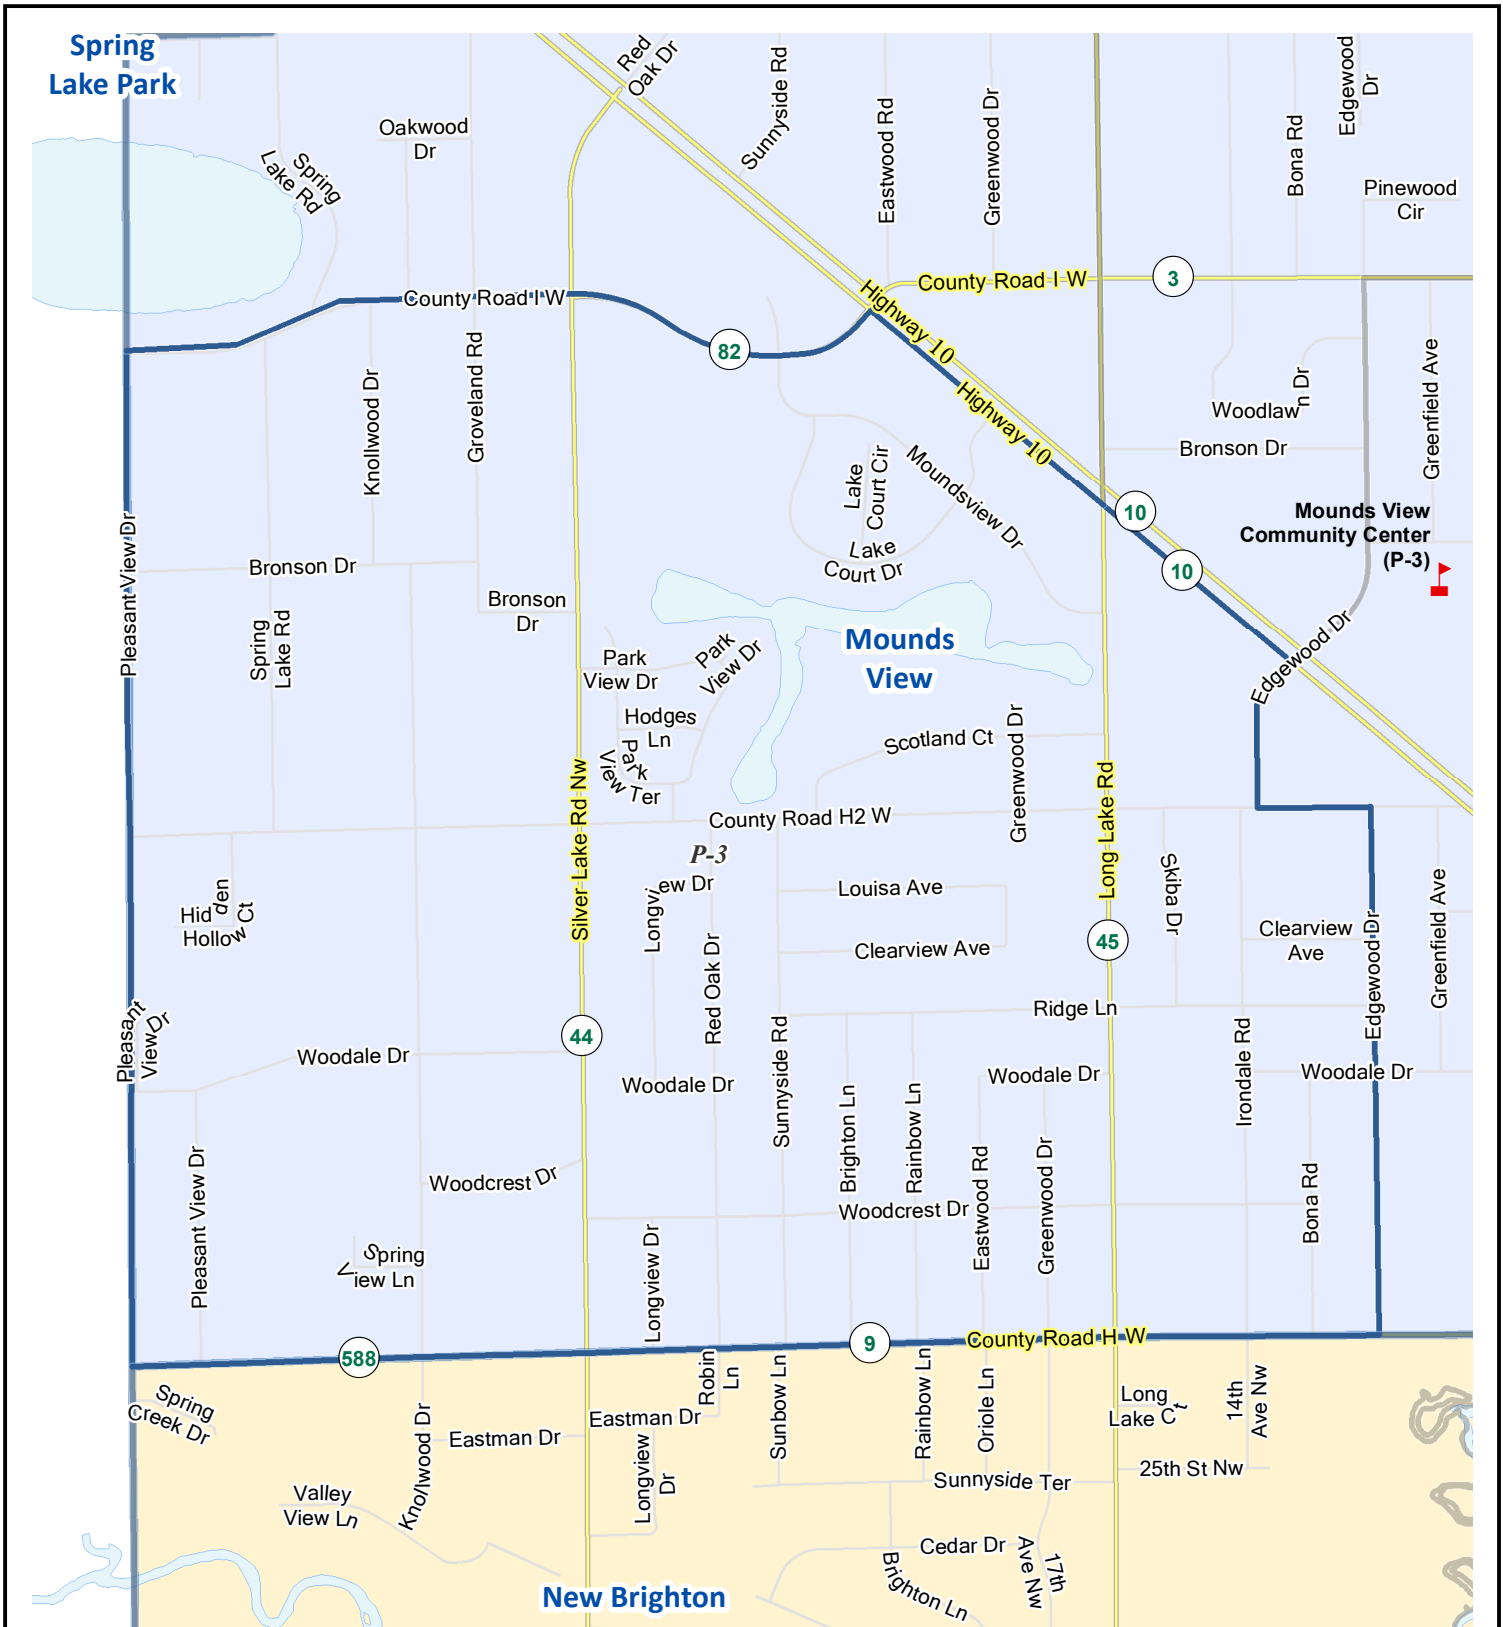 Spring
Lake Park
Red
Oak Dr
Sunnyside Rd
Eastwood Rd
Greenwood Dr
Bona Rd
Edgewood
Dr
Oakwood
Dr
Spring
Lake Rd
Pinewood
Cir
County Road I W
County Road I W
3
Highway 10
82
Highway 10
Knollwood Dr
Groveland Rd
Woodlawn Dr
Greenfield Ave
Bronson Dr
Lake
Court Cir
Moundsview Dr
Lake
Court Dr
10
10
Mounds View
Community Center
(P-3)
Pleasant View Dr
Bronson Dr
Bronson
Dr
Spring
Lake Rd
Park
View Dr
Park
View Dr
Mounds
View
Edgewood Dr
Hodges
Ln
Park
View Ter
Scotland Ct
Greenwood Dr
Silver Lake Rd Nw
Long Lake Rd
County Road H2 W
P-3
Longview Dr
Louisa Ave
Skiba Dr
Hidden
Hollow Ct
Clearview Ave
Clearview
Ave
Edgewood Dr
Greenfield Ave
45
Red Oak Dr
Ridge Ln
Pleasant
View Dr
44
Woodale Dr
Woodale Dr
Sunnyside Rd
Brighton Ln
Rainbow Ln
Woodale Dr
Irondale Rd
Woodale Dr
Pleasant View Dr
Woodcrest Dr
Woodcrest Dr
Eastwood Rd
Greenwood Dr
Bona Rd
Spring
View Ln
Longview Dr
588
9
County Road H W
Spring
Creek Dr
Knollwood Dr
Eastman Dr
Eastman Dr
Robin
Ln
Longview
Dr
Sunbow Ln
Rainbow Ln
Oriole Ln
Long
Lake Ct
14th
Ave Nw
25th St Nw
Sunnyside Ter
Valley
View Ln
Cedar Dr
Brighton Ln
17th
Ave Nw
New Brighton